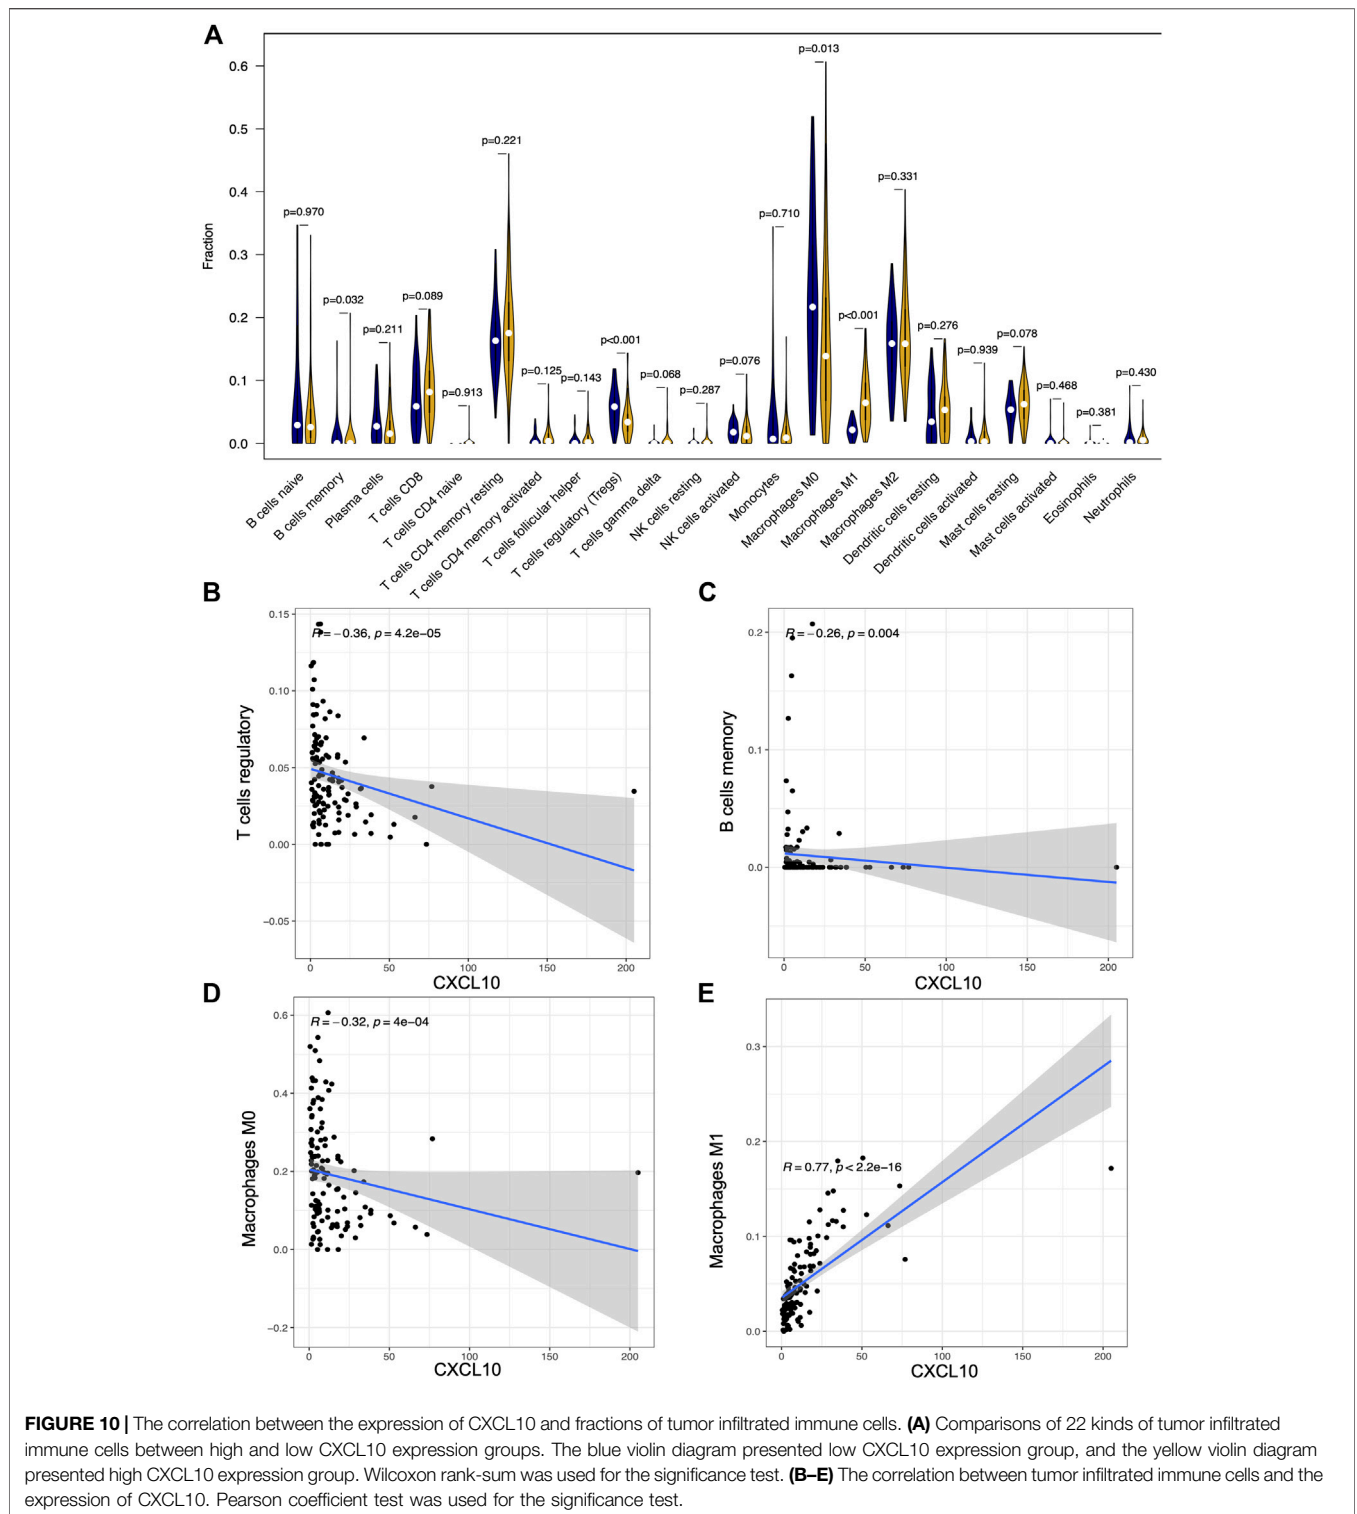 A
p=0.013
0.6
0.5
p=0.221
0.4
p=0.331
p=0.970
p=0.710
Fraction
0.3
p=0.032
p=0.089
p<0.001
p=0.211
p=0.276
0.2
p<0.001
p=0.939
p=0.078
p=0.125
p=0.143
p=0.068
p=0.287
p=0.076
p=0.468
p=0.430
p=0.913
0.1
p=0.381
0.0
B cells naive
B cells memory
Plasma cells
T cells CD8
T cells CD4 naive
T cells CD4 memory resting
T cells CD4 memory activated
T cells follicular helper
T cells regulatory (Tregs)
T cells gamma delta
NK cells resting
NK cells activated
Monocytes
Macrophages M0
Macrophages M1
Macrophages M2
Dendritic cells resting
Dendritic cells activated
Mast cells resting
Mast cells activated
Eosinophils
Neutrophils
B
0.15
R = −0.36, p = 4.2e−05
0.10
T cells regulatory
0.05
0.00
−0.05
0 50 100 150 200
CXCL10
C
0.2
R = −0.26, p = 0.004
B cells memory
0.1
0.0
0 50 100 150 200
CXCL10
D
0.6
R = −0.32, p = 4e−04
0.4
Macrophages M0
0.2
0.0
−0.2
0 50 100 150 200
CXCL10
E
0.3
0.2
R = 0.77, p < 2.2e−16
Macrophages M1
0.1
0.0
0 50 100 150 200
CXCL10
FIGURE 10 | The correlation between the expression of CXCL10 and fractions of tumor infiltrated immune cells. (A) Comparisons of 22 kinds of tumor infiltrated
immune cells between high and low CXCL10 expression groups. The blue violin diagram presented low CXCL10 expression group, and the yellow violin diagram
presented high CXCL10 expression group. Wilcoxon rank-sum was used for the significance test. (B–E) The correlation between tumor infiltrated immune cells and the
expression of CXCL10. Pearson coefficient test was used for the significance test.